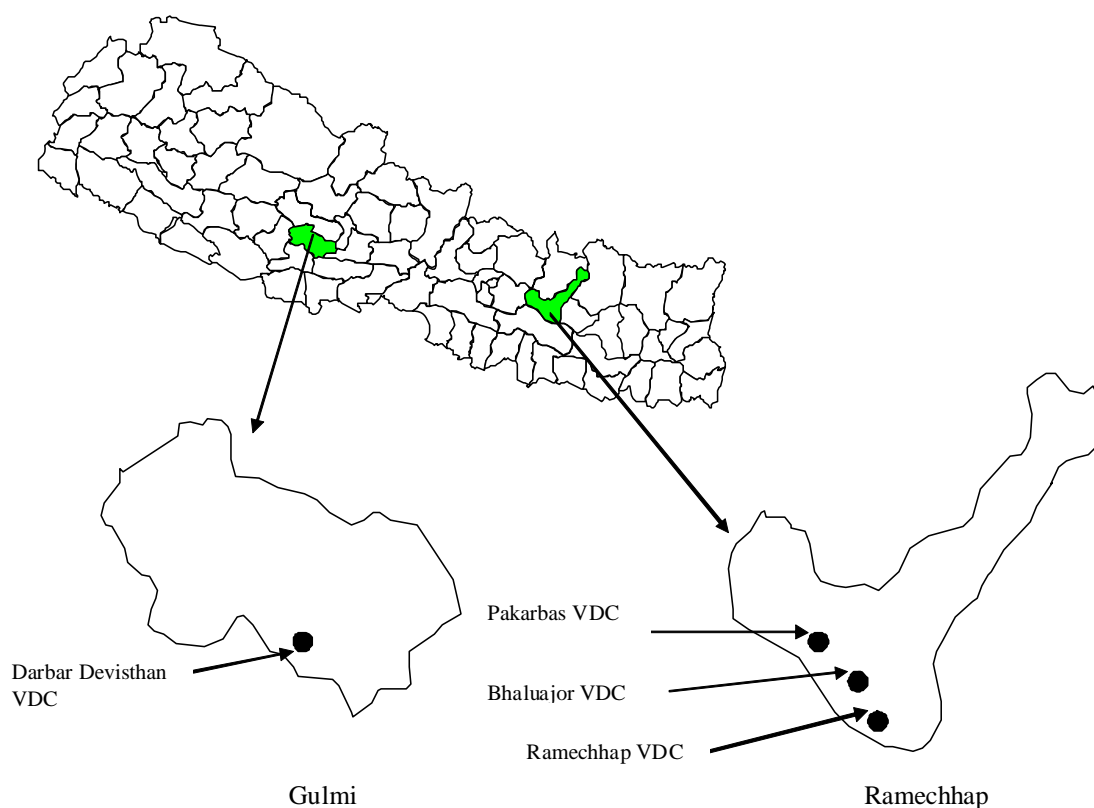 Pakarbas VDC
Darbar Devisthan
VDC
Bhaluajor VDC
Ramechhap VDC
Gulmi
Ramechhap